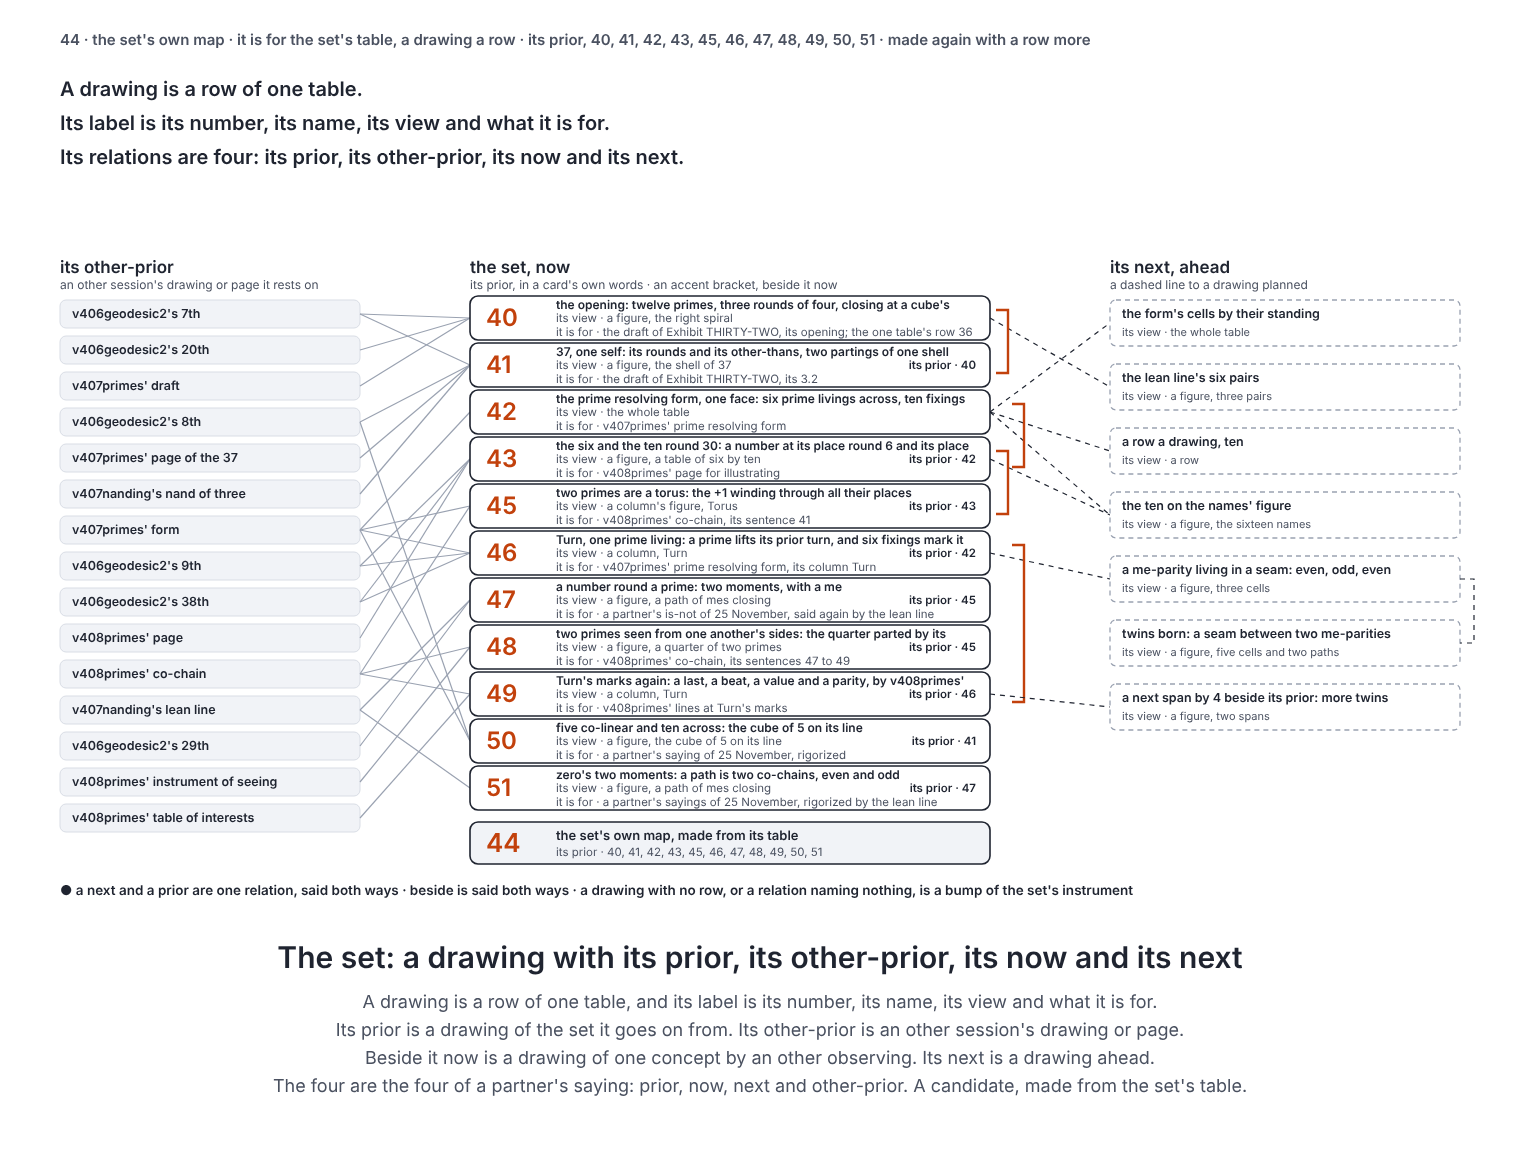 44 · the set's own map · it is for the set's table, a drawing a row · its prior, 40, 41, 42, 43, 45, 46, 47, 48, 49, 50, 51 · made again with a row more
A drawing is a row of one table.
Its label is its number, its name, its view and what it is for.
Its relations are four: its prior, its other-prior, its now and its next.
its other-prior
an other session's drawing or page it rests on
v406geodesic2's 7th
v406geodesic2's 20th
v407primes' draft
v406geodesic2's 8th
v407primes' page of the 37
v407nanding's nand of three
v407primes' form
v406geodesic2's 9th
v406geodesic2's 38th
v408primes' page
v408primes' co-chain
v407nanding's lean line
v406geodesic2's 29th
v408primes' instrument of seeing
v408primes' table of interests
the set, now
its prior, in a card's own words · an accent bracket, beside it now
40
the opening: twelve primes, three rounds of four, closing at a cube's
its view · a figure, the right spiral
it is for · the draft of Exhibit THIRTY-TWO, its opening; the one table's row 36
41
37, one self: its rounds and its other-thans, two partings of one shell
its view · a figure, the shell of 37
its prior · 40
it is for · the draft of Exhibit THIRTY-TWO, its 3.2
42
the prime resolving form, one face: six prime livings across, ten fixings
its view · the whole table
it is for · v407primes' prime resolving form
43
the six and the ten round 30: a number at its place round 6 and its place
its view · a figure, a table of six by ten
its prior · 42
it is for · v408primes' page for illustrating
45
two primes are a torus: the +1 winding through all their places
its view · a column's figure, Torus
its prior · 43
it is for · v408primes' co-chain, its sentence 41
46
Turn, one prime living: a prime lifts its prior turn, and six fixings mark it
its view · a column, Turn
its prior · 42
it is for · v407primes' prime resolving form, its column Turn
47
a number round a prime: two moments, with a me
its view · a figure, a path of mes closing
its prior · 45
it is for · a partner's is-not of 25 November, said again by the lean line
48
two primes seen from one another's sides: the quarter parted by its
its view · a figure, a quarter of two primes
its prior · 45
it is for · v408primes' co-chain, its sentences 47 to 49
49
Turn's marks again: a last, a beat, a value and a parity, by v408primes'
its view · a column, Turn
its prior · 46
it is for · v408primes' lines at Turn's marks
50
five co-linear and ten across: the cube of 5 on its line
its view · a figure, the cube of 5 on its line
its prior · 41
it is for · a partner's saying of 25 November, rigorized
51
zero's two moments: a path is two co-chains, even and odd
its view · a figure, a path of mes closing
its prior · 47
it is for · a partner's sayings of 25 November, rigorized by the lean line
44
the set's own map, made from its table
its prior · 40, 41, 42, 43, 45, 46, 47, 48, 49, 50, 51
its next, ahead
a dashed line to a drawing planned
the form's cells by their standing
its view · the whole table
the lean line's six pairs
its view · a figure, three pairs
a row a drawing, ten
its view · a row
the ten on the names' figure
its view · a figure, the sixteen names
a me-parity living in a seam: even, odd, even
its view · a figure, three cells
twins born: a seam between two me-parities
its view · a figure, five cells and two paths
a next span by 4 beside its prior: more twins
its view · a figure, two spans
● a next and a prior are one relation, said both ways · beside is said both ways · a drawing with no row, or a relation naming nothing, is a bump of the set's instrument
The set: a drawing with its prior, its other-prior, its now and its next
A drawing is a row of one table, and its label is its number, its name, its view and what it is for.
Its prior is a drawing of the set it goes on from. Its other-prior is an other session's drawing or page.
Beside it now is a drawing of one concept by an other observing. Its next is a drawing ahead.
The four are the four of a partner's saying: prior, now, next and other-prior. A candidate, made from the set's table.